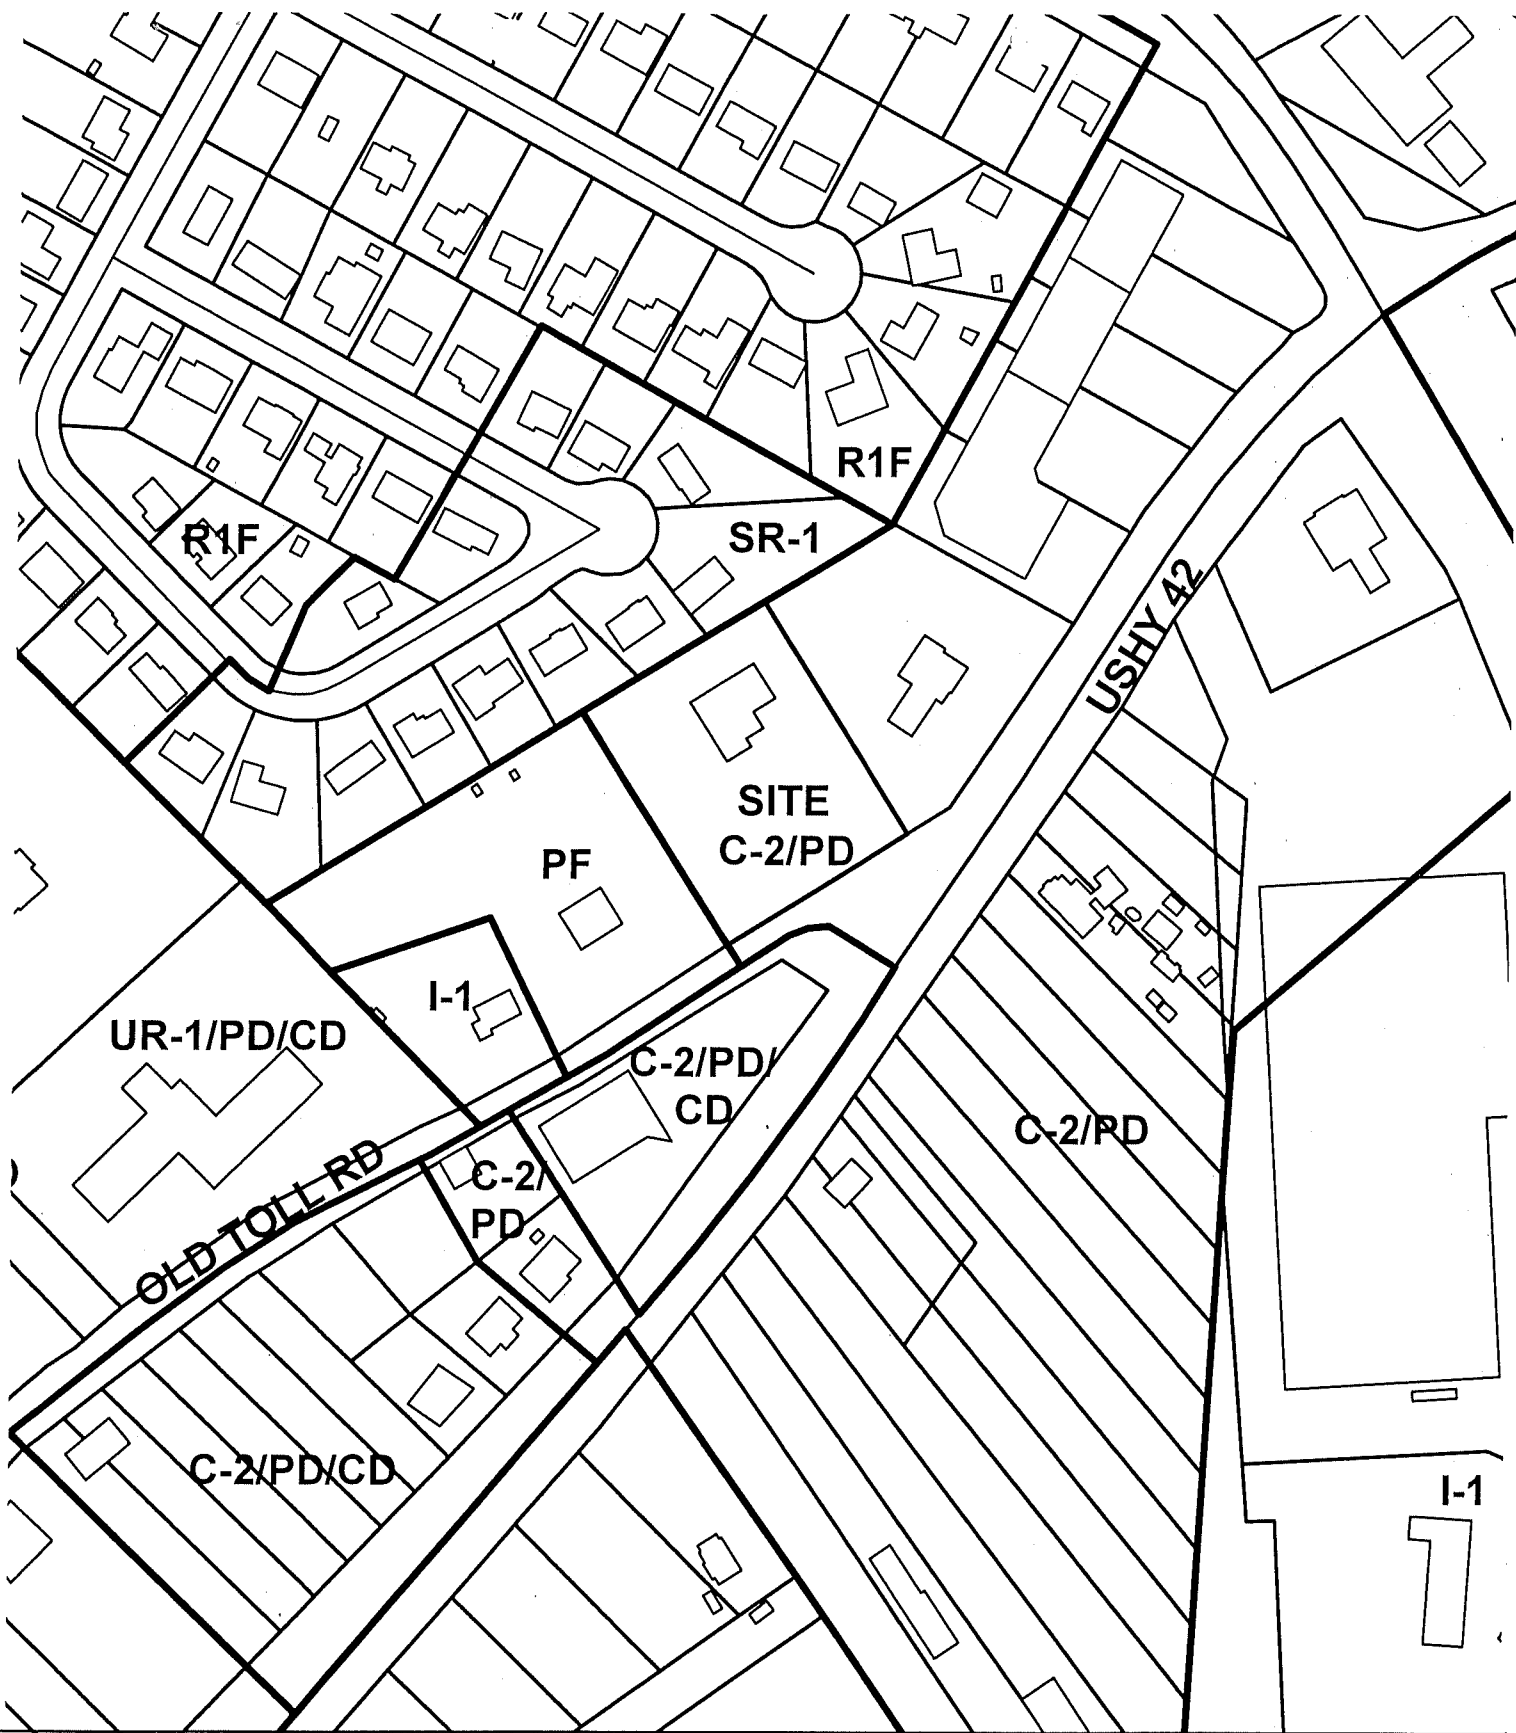 R1F
SR-1
R1F
USHY 42
SITE
C-2/PD
PF
I-1
UR-1/PD/CD
C-2/PD/
CD
C-2/PD
C-2/
PD
OLD TOLL RD
C-2/PD/CD
I-1